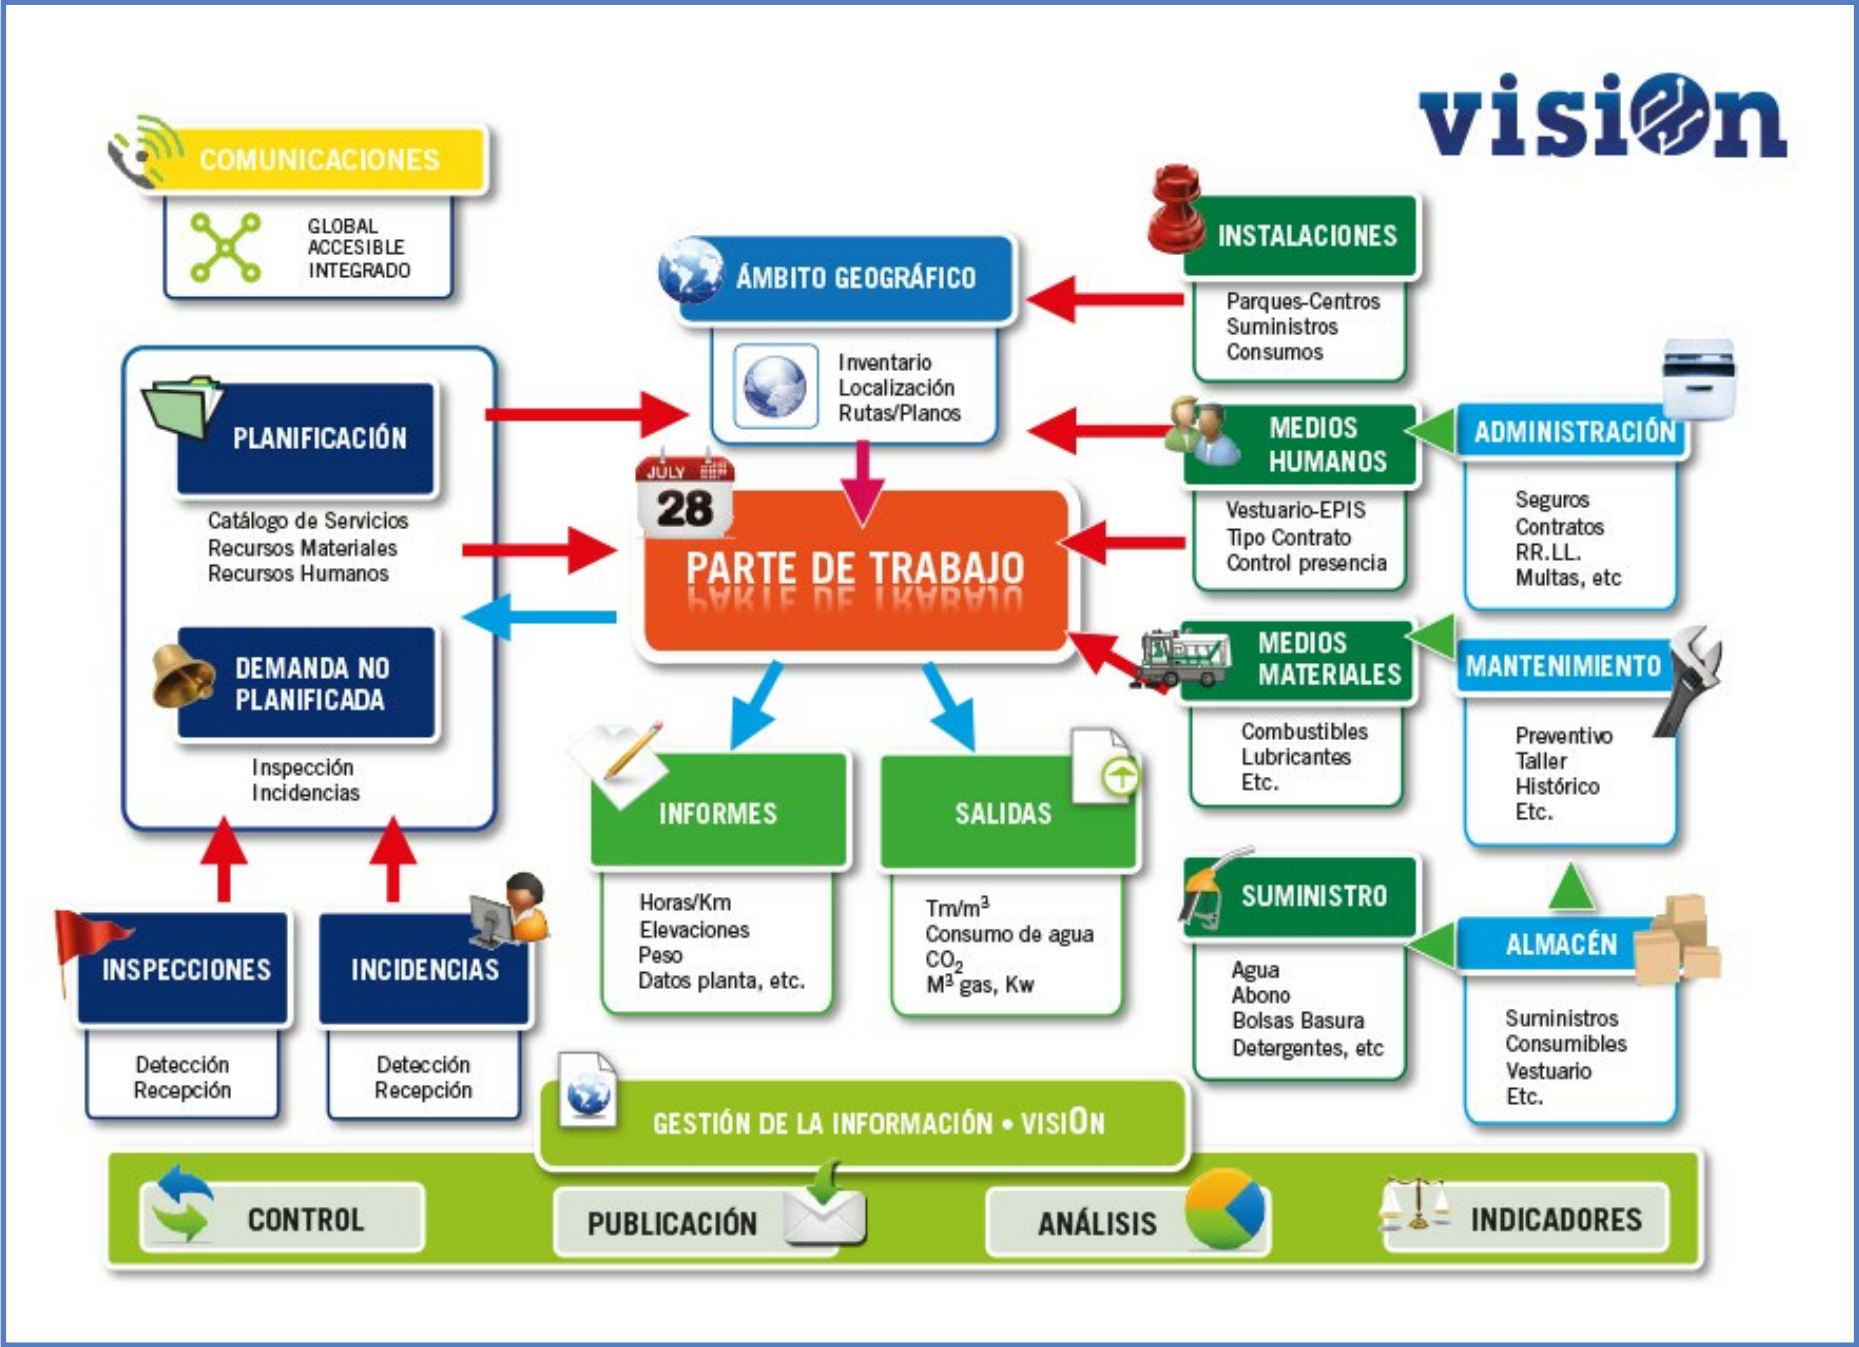 visiOn
COMUNICACIONES
GLOBAL
ACCESIBLE
INTEGRADO
ÁMBITO GEOGRÁFICO
Inventario
Localización
Rutas/Planos
INSTALACIONES
Parques-Centros
Suministros
Consumos
PLANIFICACIÓN
Catálogo de Servicios
Recursos Materiales
Recursos Humanos
DEMANDA NO
PLANIFICADA
Inspección
Incidencias
JULY
28
PARTE DE TRABAJO
MEDIOS
HUMANOS
Vestuario-EPIS
Tipo Contrato
Control presencia
ADMINISTRACIÓN
Seguros
Contratos
RR.LL.
Multas, etc
MEDIOS
MATERIALES
Combustibles
Lubricantes
Etc.
MANTENIMIENTO
Preventivo
Taller
Histórico
Etc.
INFORMES
Horas/Km
Elevaciones
Peso
Datos planta, etc.
SALIDAS
Tm/m³
Consumo de agua
CO₂
M³ gas, Kw
SUMINISTRO
Agua
Abono
Bolsas Basura
Detergentes, etc
ALMACÉN
Suministros
Consumibles
Vestuario
Etc.
INSPECCIONES
Detección
Recepción
INCIDENCIAS
Detección
Recepción
GESTIÓN DE LA INFORMACIÓN • VISIOn
CONTROL
PUBLICACIÓN
ANÁLISIS
INDICADORES